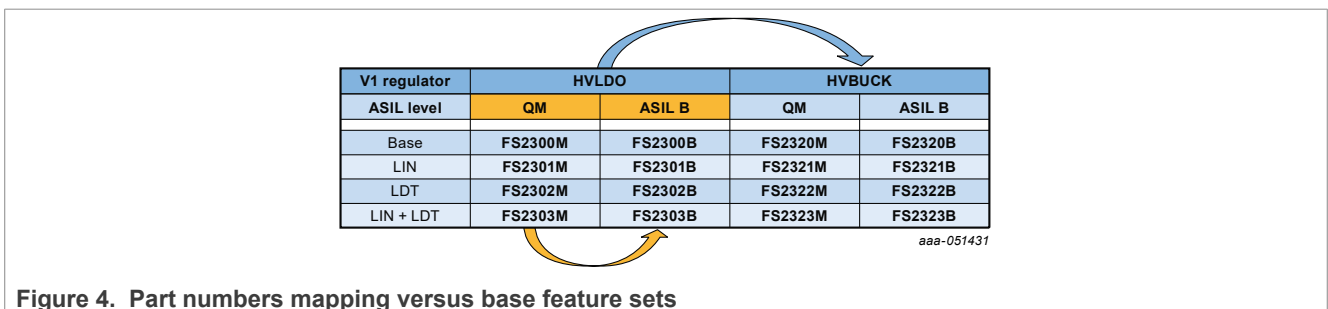 V1 regulator HVLDO HVBUCK
ASIL level QM ASIL B QM ASIL B
Base FS2300M FS2300B FS2320M FS2320B
LIN FS2301M FS2301B FS2321M FS2321B
LDT FS2302M FS2302B FS2322M FS2322B
LIN + LDT FS2303M FS2303B FS2323M FS2323B
aaa-051431
Figure 4. Part numbers mapping versus base feature sets